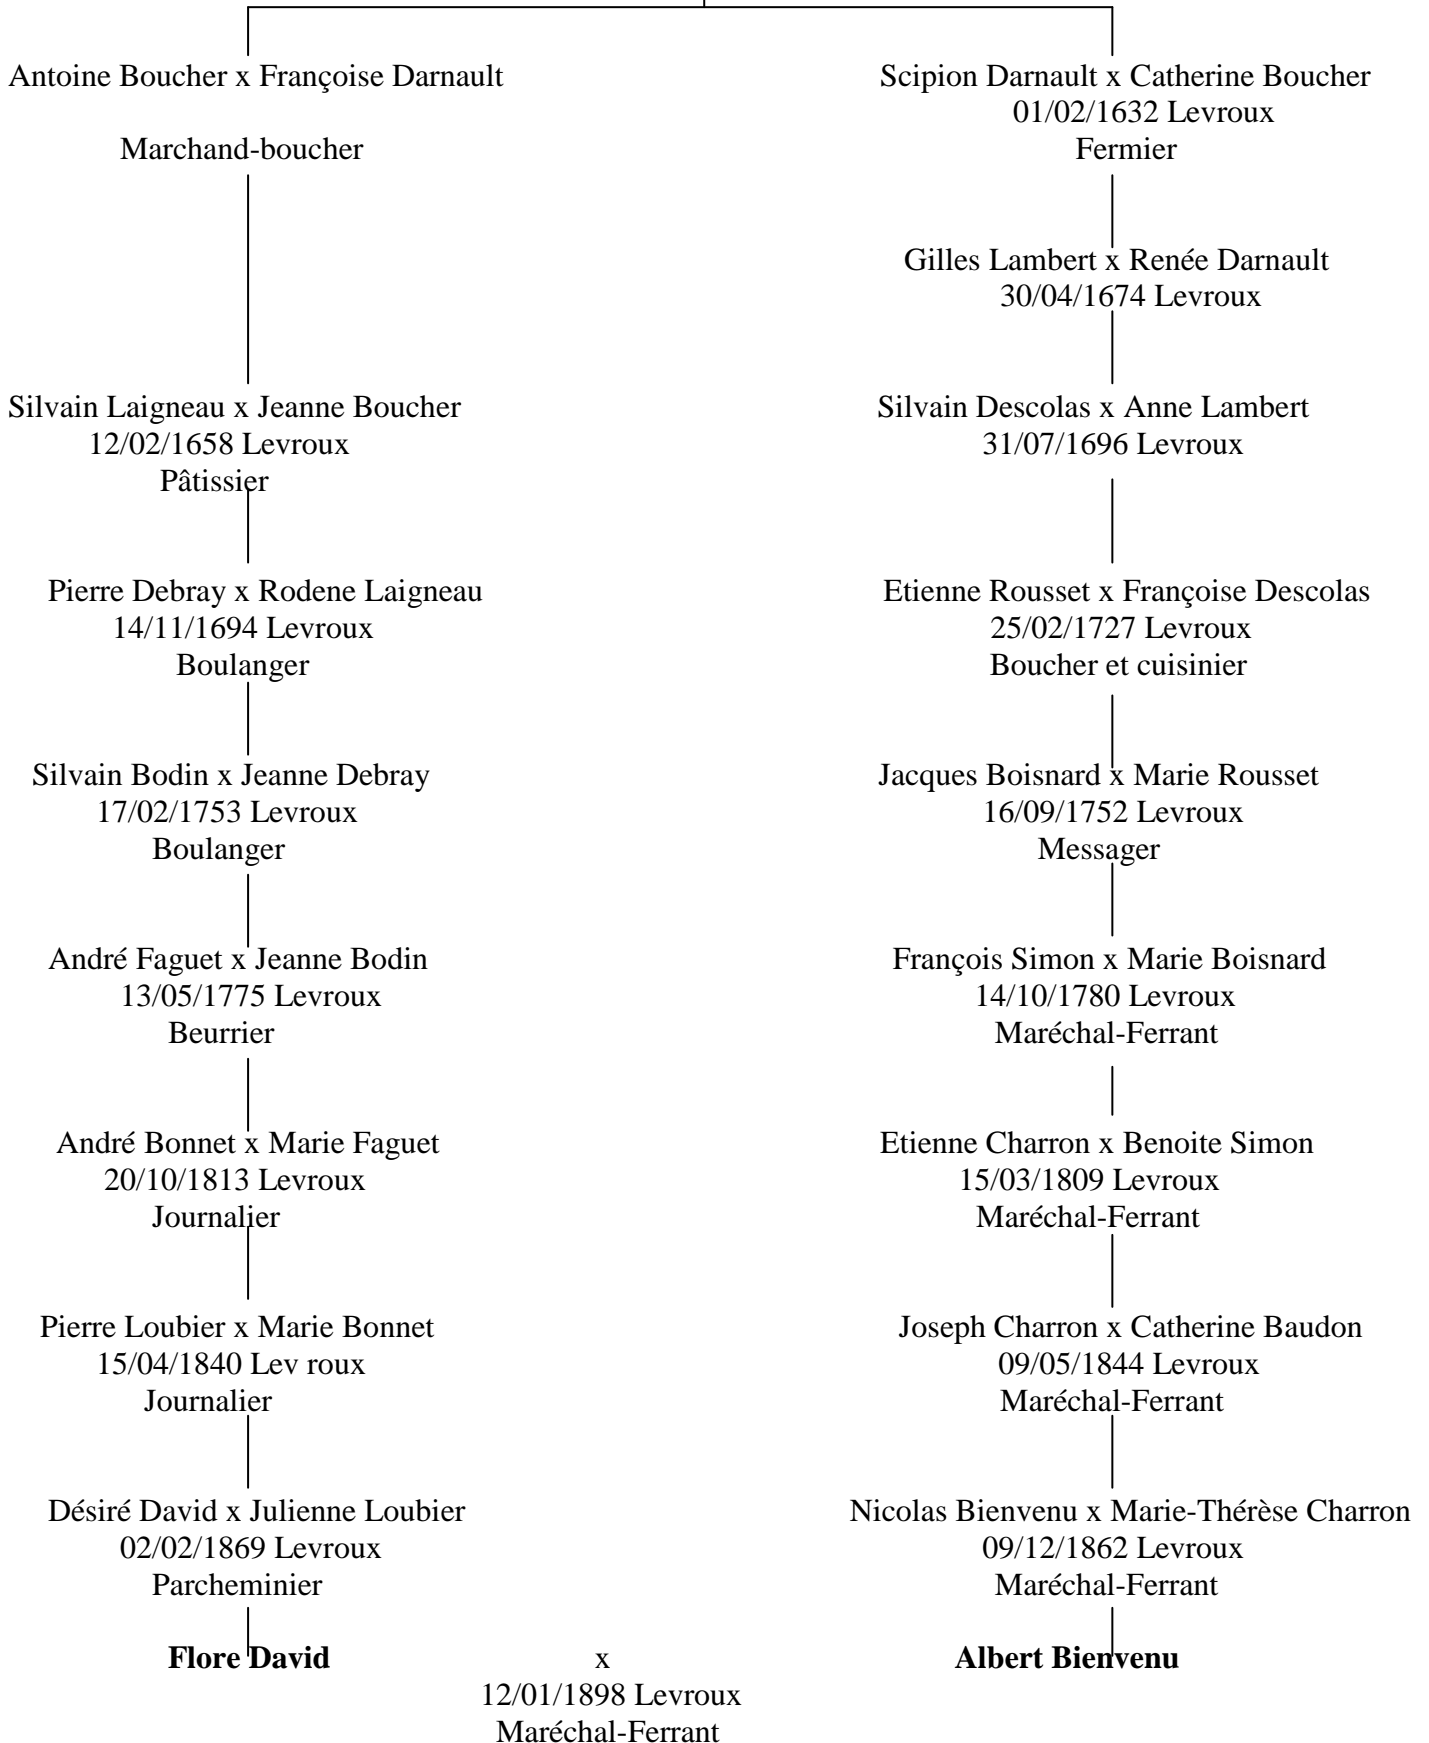 Antoine Boucher x Françoise Darnault
Marchand-boucher
Silvain Laigneau x Jeanne Boucher
12/02/1658 Levroux
Pâtissier
Pierre Debray x Rodene Laigneau
14/11/1694 Levroux
Boulanger
Silvain Bodin x Jeanne Debray
17/02/1753 Levroux
Boulanger
André Faguet x Jeanne Bodin
13/05/1775 Levroux
Beurrier
André Bonnet x Marie Faguet
20/10/1813 Levroux
Journalier
Pierre Loubier x Marie Bonnet
15/04/1840 Lev roux
Journalier
Désiré David x Julienne Loubier
02/02/1869 Levroux
Parcheminier
Scipion Darnault x Catherine Boucher
01/02/1632 Levroux
Fermier
Gilles Lambert x Renée Darnault
30/04/1674 Levroux
Silvain Descolas x Anne Lambert
31/07/1696 Levroux
Etienne Rousset x Françoise Descolas
25/02/1727 Levroux
Boucher et cuisinier
Jacques Boisnard x Marie Rousset
16/09/1752 Levroux
Messager
François Simon x Marie Boisnard
14/10/1780 Levroux
Maréchal-Ferrant
Etienne Charron x Benoite Simon
15/03/1809 Levroux
Maréchal-Ferrant
Joseph Charron x Catherine Baudon
09/05/1844 Levroux
Maréchal-Ferrant
Nicolas Bienvenu x Marie-Thérèse Charron
09/12/1862 Levroux
Maréchal-Ferrant
Flore David x Albert Bienvenu
12/01/1898 Levroux
Maréchal-Ferrant